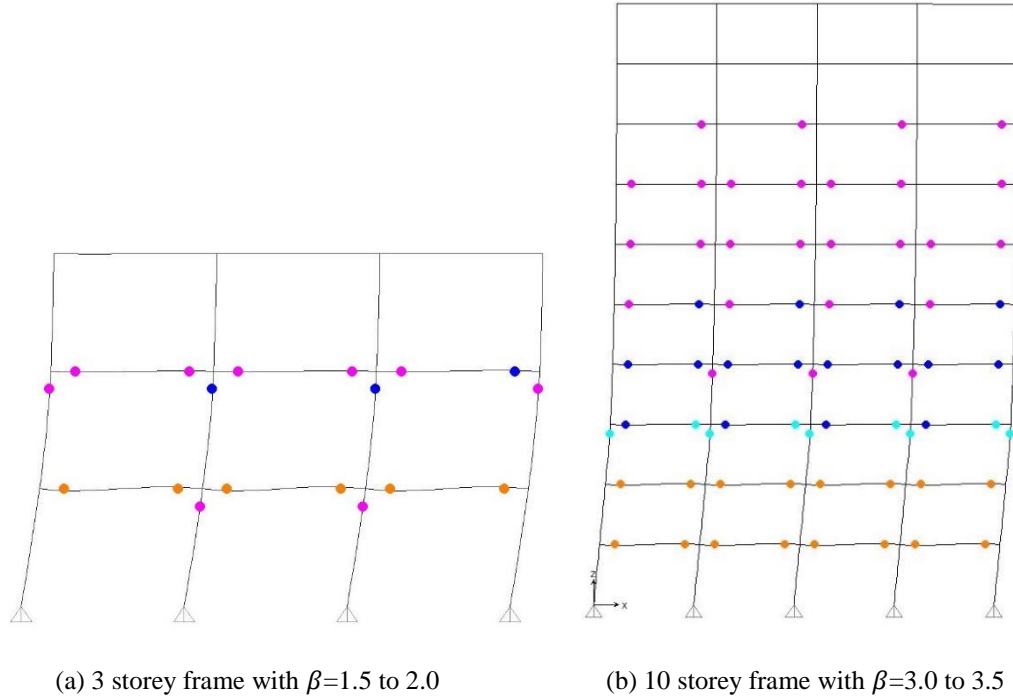 Z
X
(a) 3 storey frame with 𝛽=1.5 to 2.0
(b) 10 storey frame with 𝛽=3.0 to 3.5